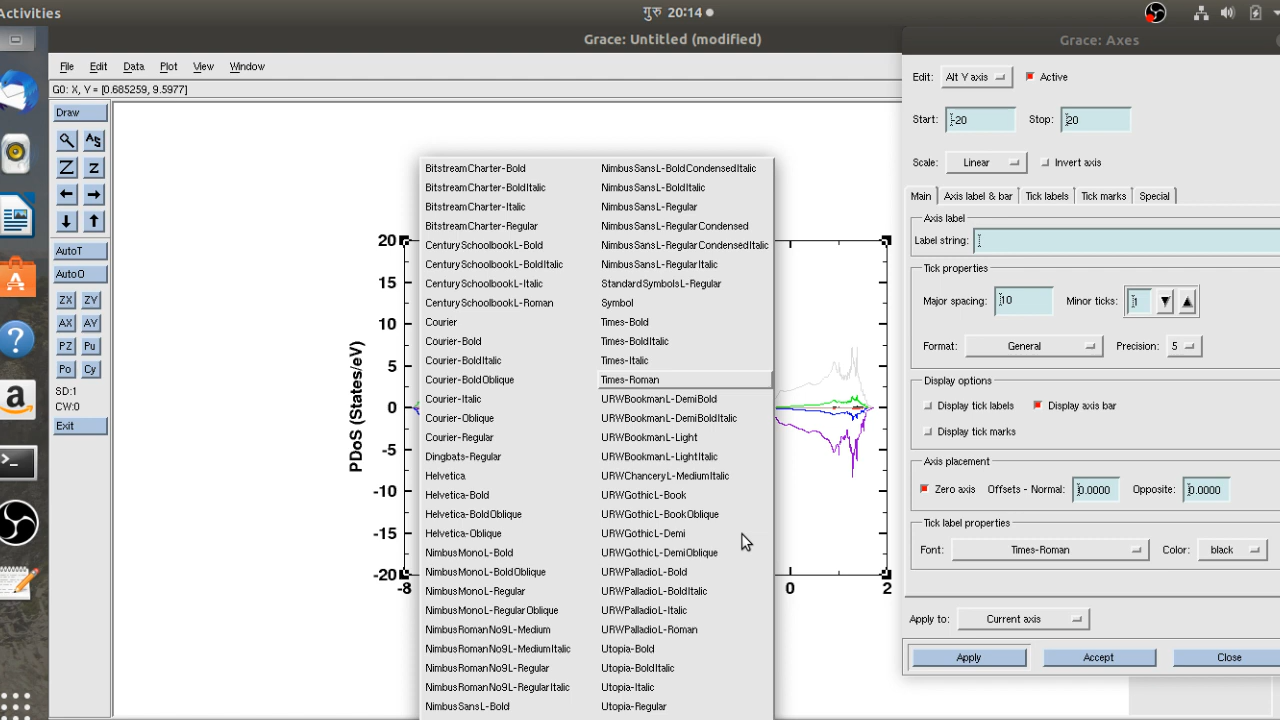 Activities
गुरु 20:14
Grace: Untitled (modified)
Grace: Axes
File Edit Data Plot View Window
G0: X, Y = [0.685259, 9.5977]
Draw
AS
Z z
AutoT
AutoO
ZX ZY
AX AY
PZ Pu
Po Cy
SD:1
CW:0
Exit
20
15
10
5
0
-5
-10
-15
-20
PDoS (States/eV)
-8 0 2
BitstreamCharter-Bold
BitstreamCharter-BoldItalic
BitstreamCharter-Italic
BitstreamCharter-Regular
CenturySchoolbookL-Bold
CenturySchoolbookL-BoldItalic
CenturySchoolbookL-Italic
CenturySchoolbookL-Roman
Courier
Courier-Bold
Courier-BoldItalic
Courier-BoldOblique
Courier-Italic
Courier-Oblique
Courier-Regular
Dingbats-Regular
Helvetica
Helvetica-Bold
Helvetica-BoldOblique
Helvetica-Oblique
NimbusMonoL-Bold
NimbusMonoL-BoldOblique
NimbusMonoL-Regular
NimbusMonoL-RegularOblique
NimbusRomanNo9L-Medium
NimbusRomanNo9L-MediumItalic
NimbusRomanNo9L-Regular
NimbusRomanNo9L-RegularItalic
NimbusSansL-Bold
NimbusSansL-BoldCondensedItalic
NimbusSansL-BoldItalic
NimbusSansL-Regular
NimbusSansL-RegularCondensed
NimbusSansL-RegularCondensedItalic
NimbusSansL-RegularItalic
StandardSymbolsL-Regular
Symbol
Times-Bold
Times-BoldItalic
Times-Italic
Times-Roman
URWBookmanL-DemiBold
URWBookmanL-DemiBoldItalic
URWBookmanL-Light
URWBookmanL-LightItalic
URWChanceryL-MediumItalic
URWGothicL-Book
URWGothicL-BookOblique
URWGothicL-Demi
URWGothicL-DemiOblique
URWPalladioL-Bold
URWPalladioL-BoldItalic
URWPalladioL-Italic
URWPalladioL-Roman
Utopia-Bold
Utopia-BoldItalic
Utopia-Italic
Utopia-Regular
Edit: Alt Y axis Active
Start: -20 Stop: 20
Scale: Linear Invert axis
Main Axis label & bar Tick labels Tick marks Special
Axis label
Label string:
Tick properties
Major spacing: 10 Minor ticks: 1
Format: General Precision: 5
Display options
Display tick labels Display axis bar
Display tick marks
Axis placement
Zero axis Offsets - Normal: 0.0000 Opposite: 0.0000
Tick label properties
Font: Times-Roman Color: black
Apply to: Current axis
Apply Accept Close